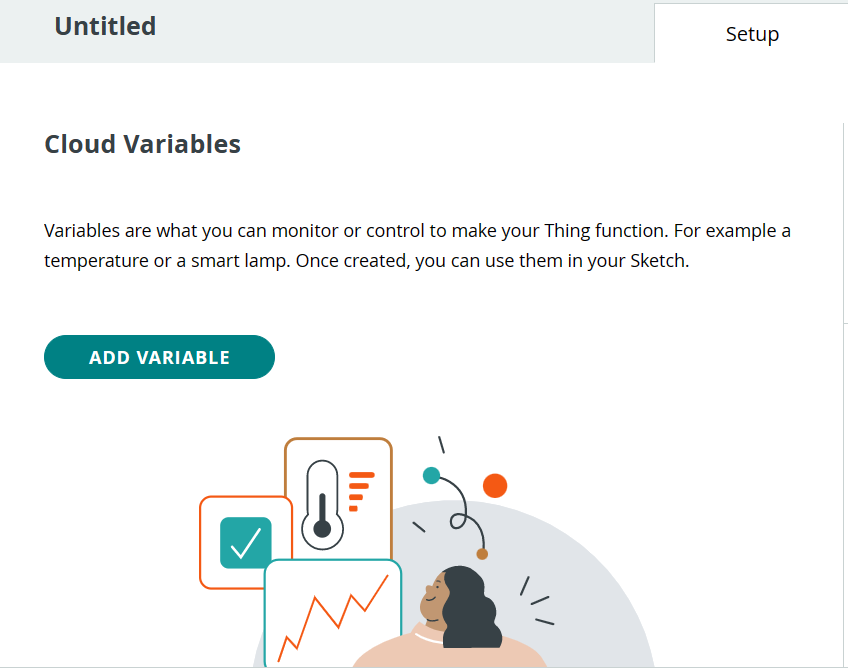 Untitled
Setup
Cloud Variables
Variables are what you can monitor or control to make your Thing function. For example a
temperature or a smart lamp. Once created, you can use them in your Sketch.
ADD VARIABLE